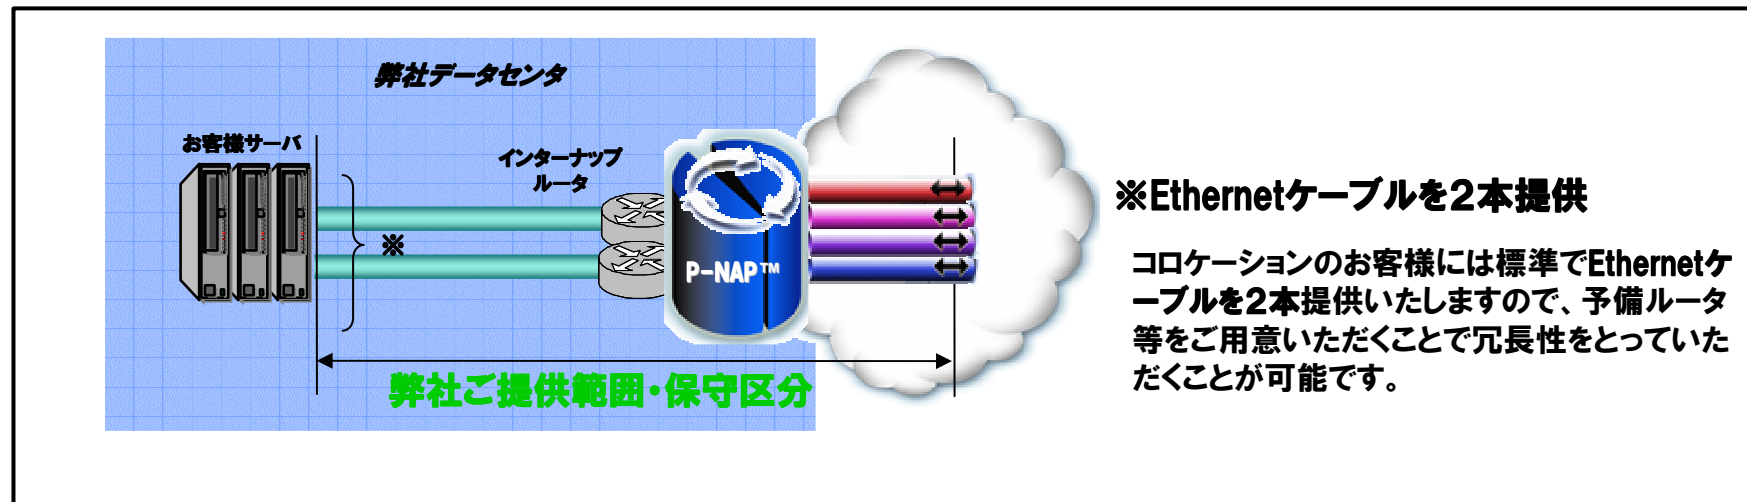 弊社データセンタ
お客様サーバ
インターナップ
ルータ
※
P-NAP™
弊社ご提供範囲・保守区分
※Ethernetケーブルを２本提供
コロケーションのお客様には標準でEthernetケ
ーブルを２本提供いたしますので、予備ルータ
等をご用意いただくことで冗長性をとっていた
だくことが可能です。